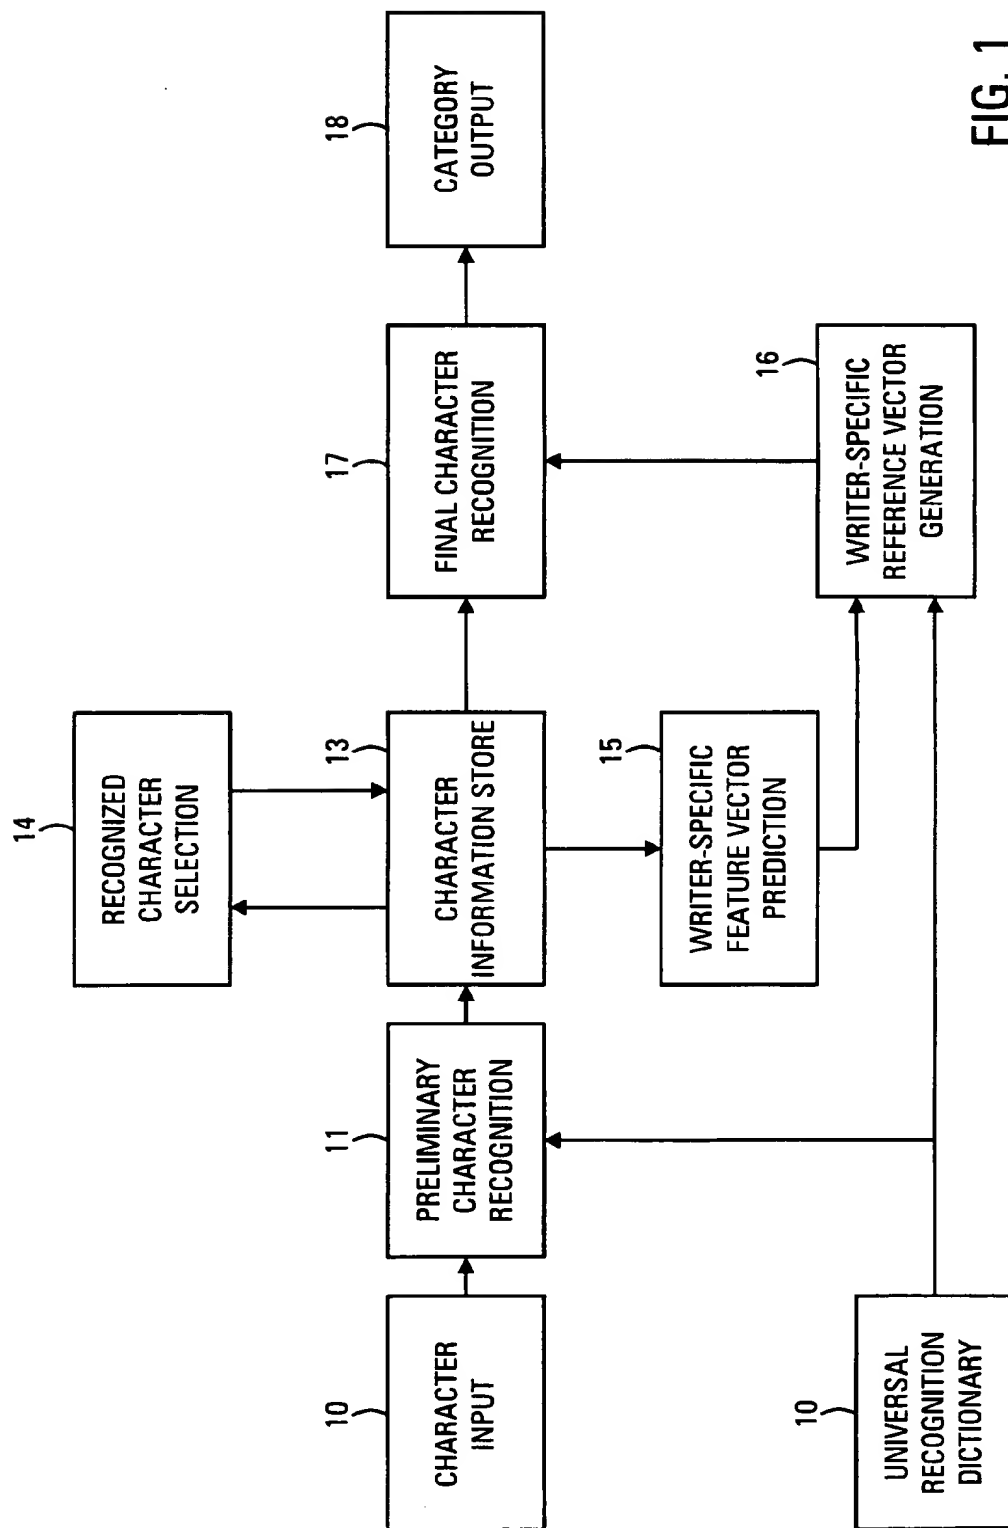 14
RECOGNIZED
CHARACTER
SELECTION
10
CHARACTER
INPUT
11
PRELIMINARY
CHARACTER
RECOGNITION
13
CHARACTER
INFORMATION STORE
17
FINAL CHARACTER
RECOGNITION
18
CATEGORY
OUTPUT
15
WRITER-SPECIFIC
FEATURE VECTOR
PREDICTION
16
WRITER-SPECIFIC
REFERENCE VECTOR
GENERATION
10
UNIVERSAL
RECOGNITION
DICTIONARY
FIG. 1